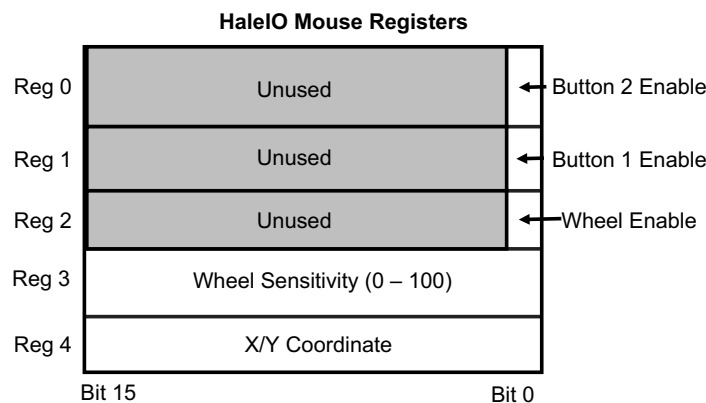 HaleIO Mouse Registers
Reg 0 Unused Button 2 Enable
Reg 1 Unused Button 1 Enable
Reg 2 Unused Wheel Enable
Reg 3 Wheel Sensitivity (0 – 100)
Reg 4 X/Y Coordinate
Bit 15 Bit 0